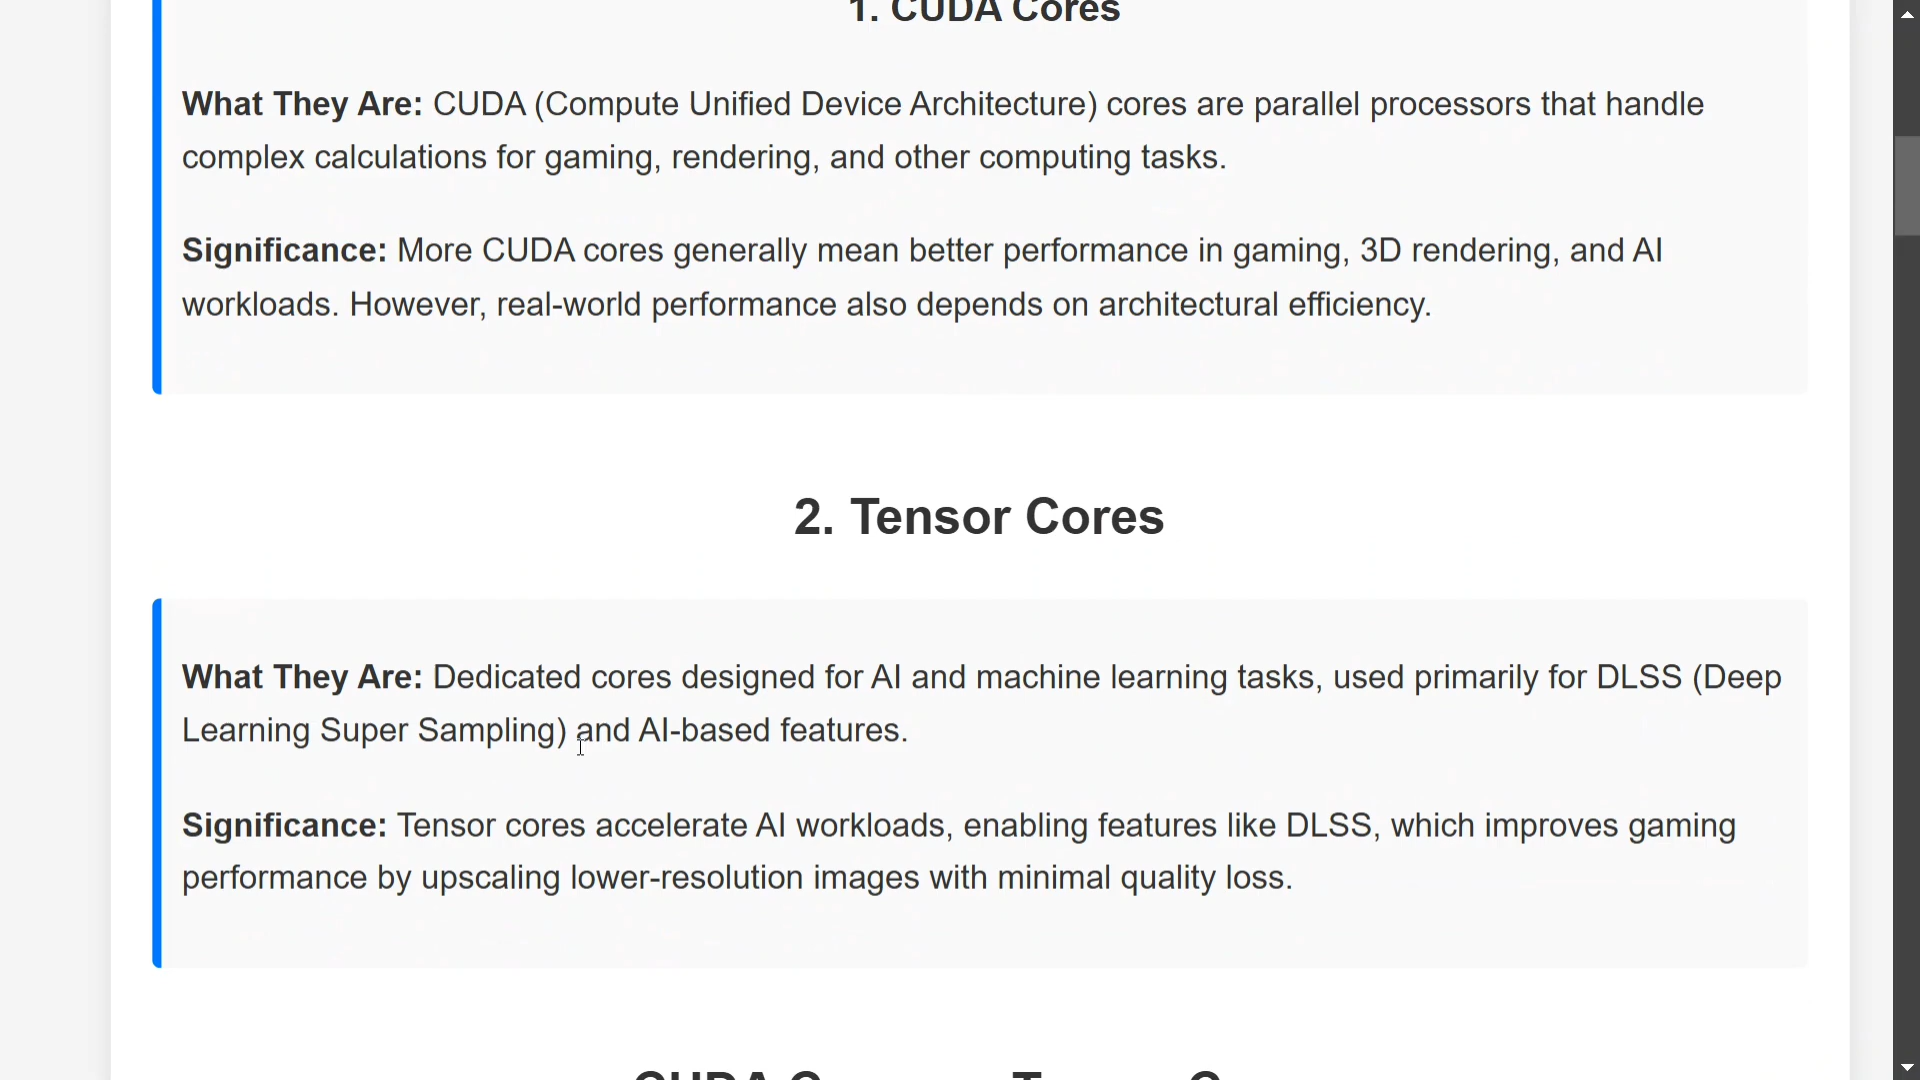 1. CUDA Cores
What They Are: CUDA (Compute Unified Device Architecture) cores are parallel processors that handle
complex calculations for gaming, rendering, and other computing tasks.
Significance: More CUDA cores generally mean better performance in gaming, 3D rendering, and AI
workloads. However, real-world performance also depends on architectural efficiency.
2. Tensor Cores
What They Are: Dedicated cores designed for AI and machine learning tasks, used primarily for DLSS (Deep
Learning Super Sampling) and AI-based features.
Significance: Tensor cores accelerate AI workloads, enabling features like DLSS, which improves gaming
performance by upscaling lower-resolution images with minimal quality loss.
CUDA